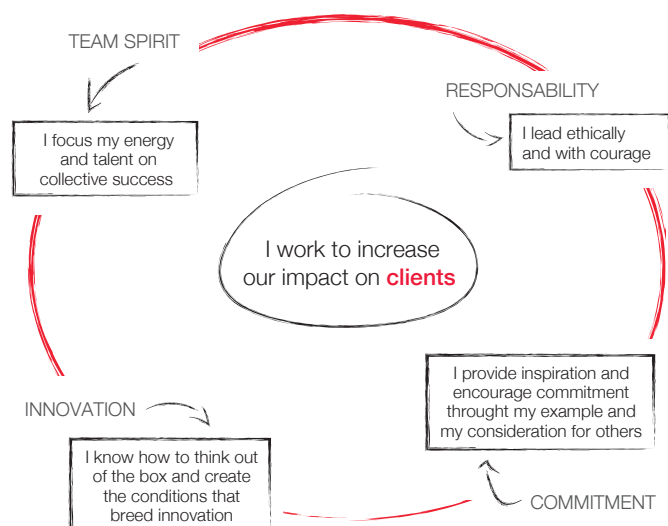 TEAM SPIRIT
I focus my energy
and talent on
collective success
RESPONSABILITY
I lead ethically
and with courage
I work to increase
our impact on clients
INNOVATION
I know how to think out
of the box and create
the conditions that
breed innovation
I provide inspiration and
encourage commitment
throught my example and
my consideration for others
COMMITMENT